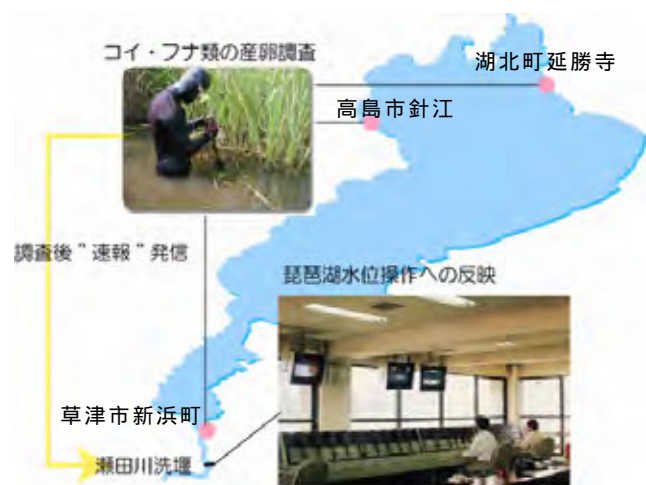 コイ・フナ類の産卵調査
湖北町延勝寺
高島市針江
調査後”速報”発信
琵琶湖水位操作への反映
草津市新浜町
瀬田川洗堰